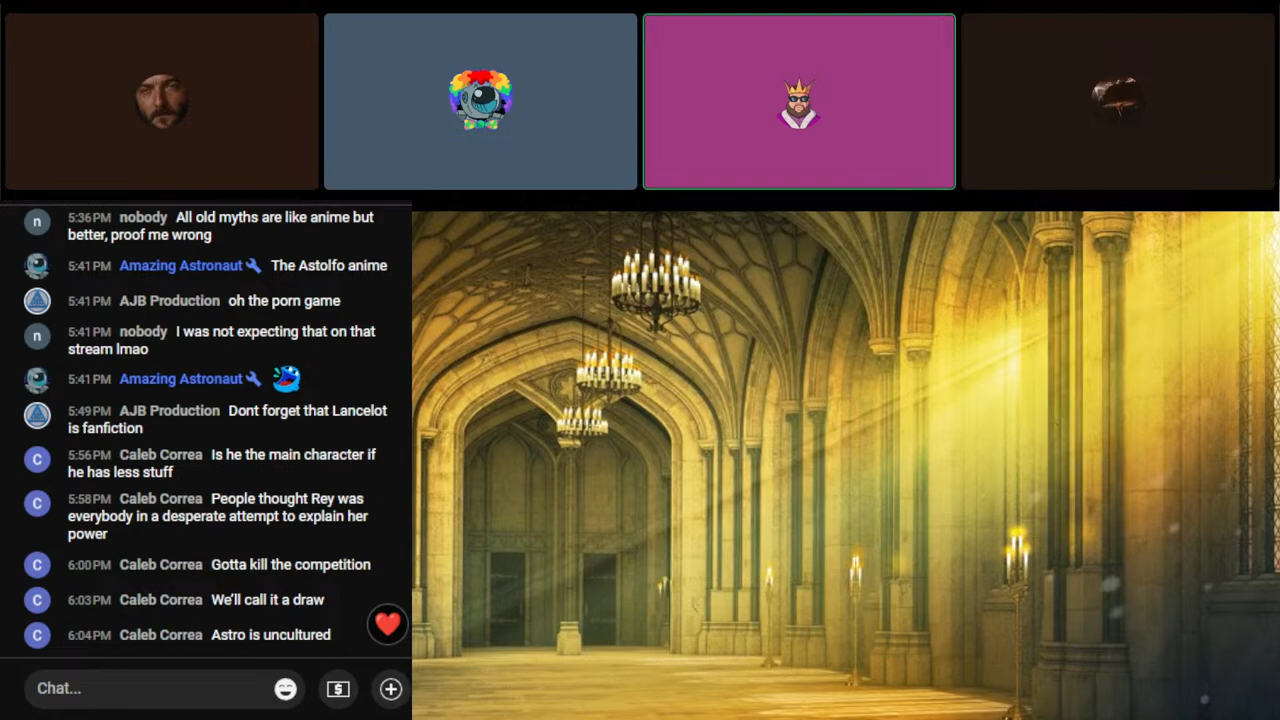 n
5:36 PM nobody All old myths are like anime but
better, proof me wrong
5:41 PM Amazing Astronaut The Astolfo anime
5:41 PM AJB Production oh the porn game
n
5:41 PM nobody I was not expecting that on that
stream lmao
5:41 PM Amazing Astronaut
5:49 PM AJB Production Dont forget that Lancelot
is fanfiction
C
5:56 PM Caleb Correa Is he the main character if
he has less stuff
C
5:58 PM Caleb Correa People thought Rey was
everybody in a desperate attempt to explain her
power
C
6:00 PM Caleb Correa Gotta kill the competition
C
6:03 PM Caleb Correa We'll call it a draw
C
6:04 PM Caleb Correa Astro is uncultured
Chat...
$